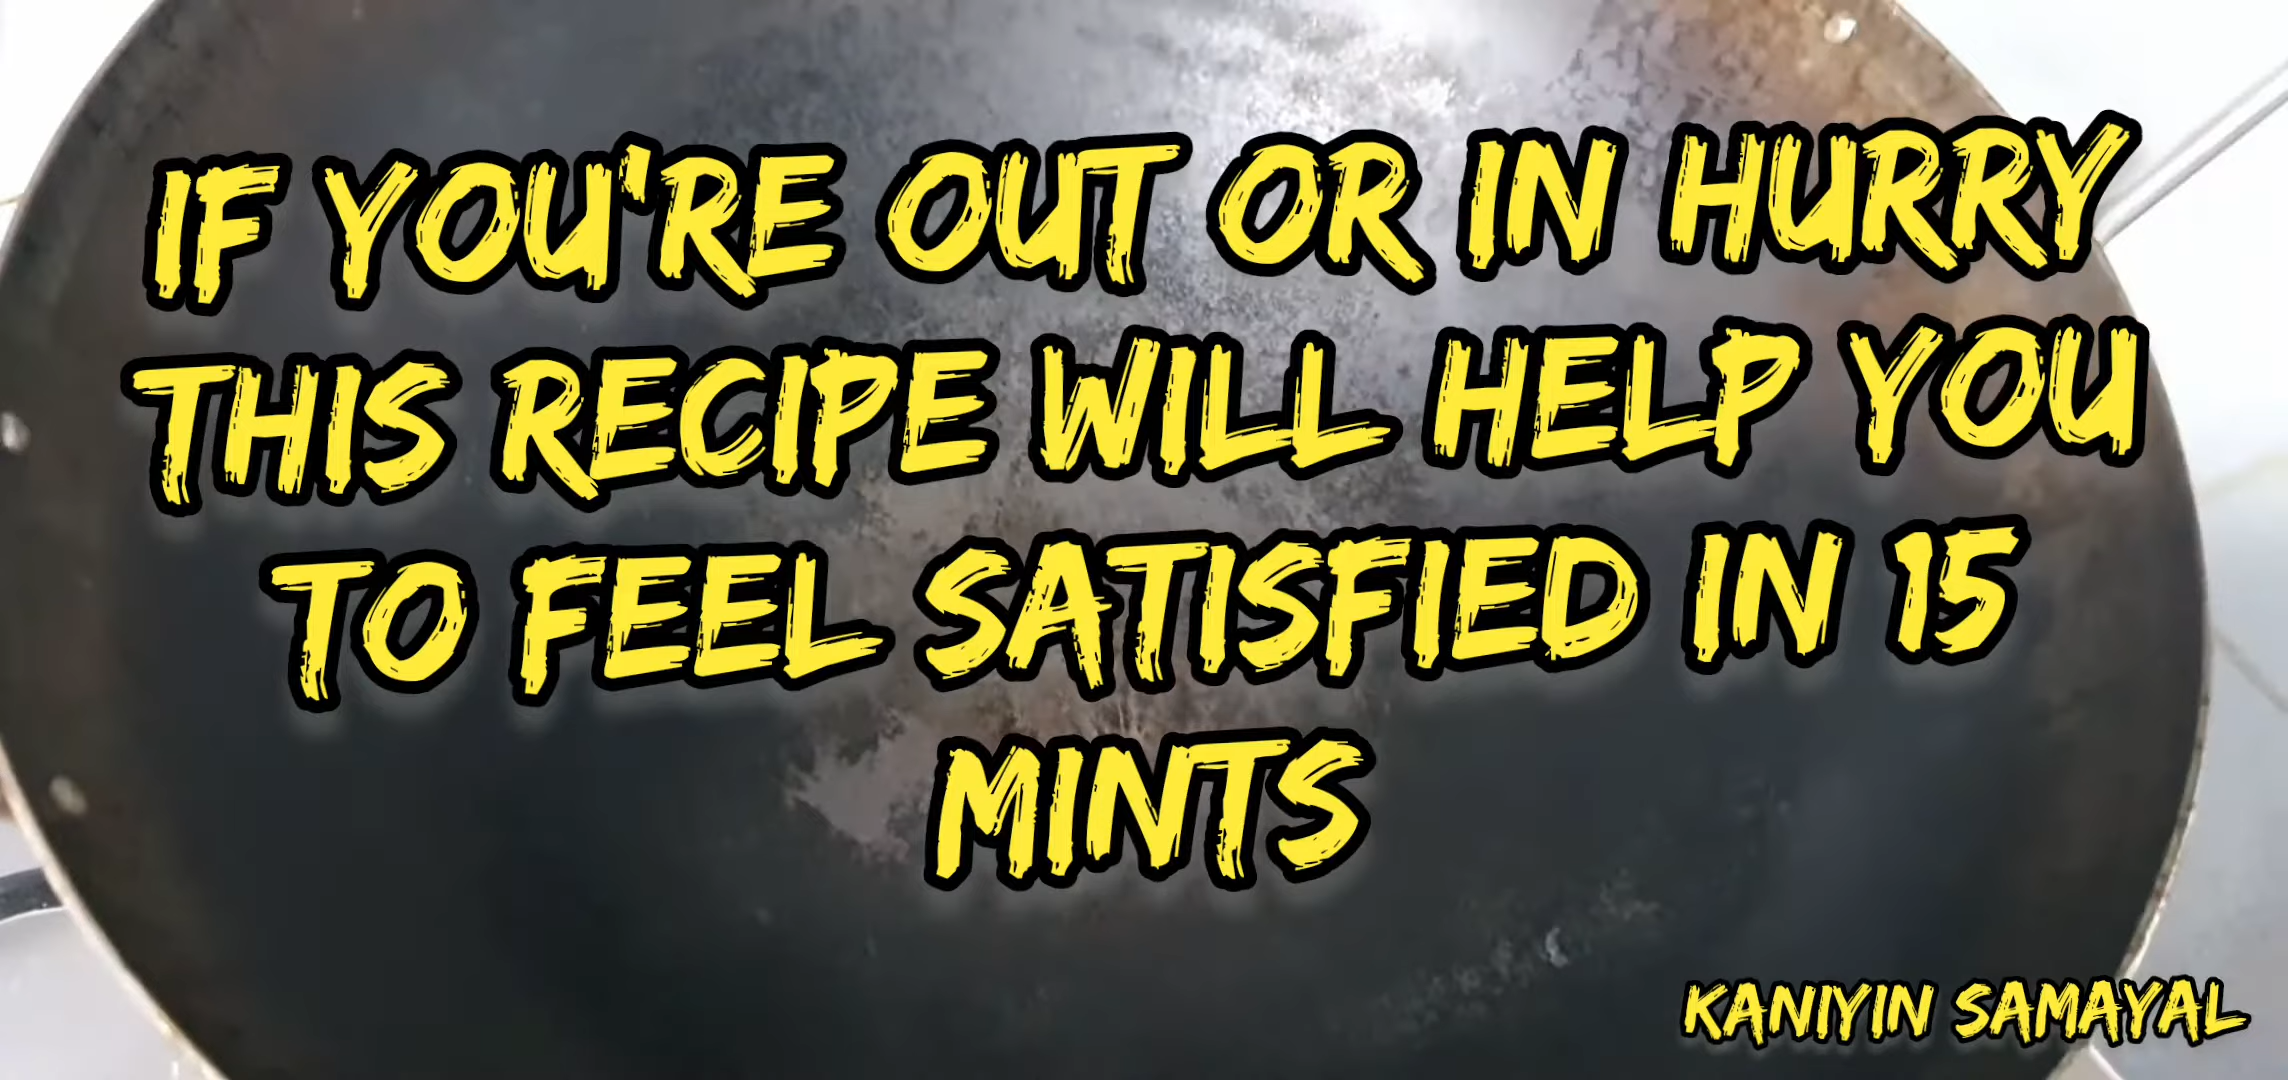 IF YOU'RE OUT OR IN HURRY
THIS RECIPE WILL HELP YOU
TO FEEL SATISFIED IN 15
MINTS
KANIYIN SAMAYAL